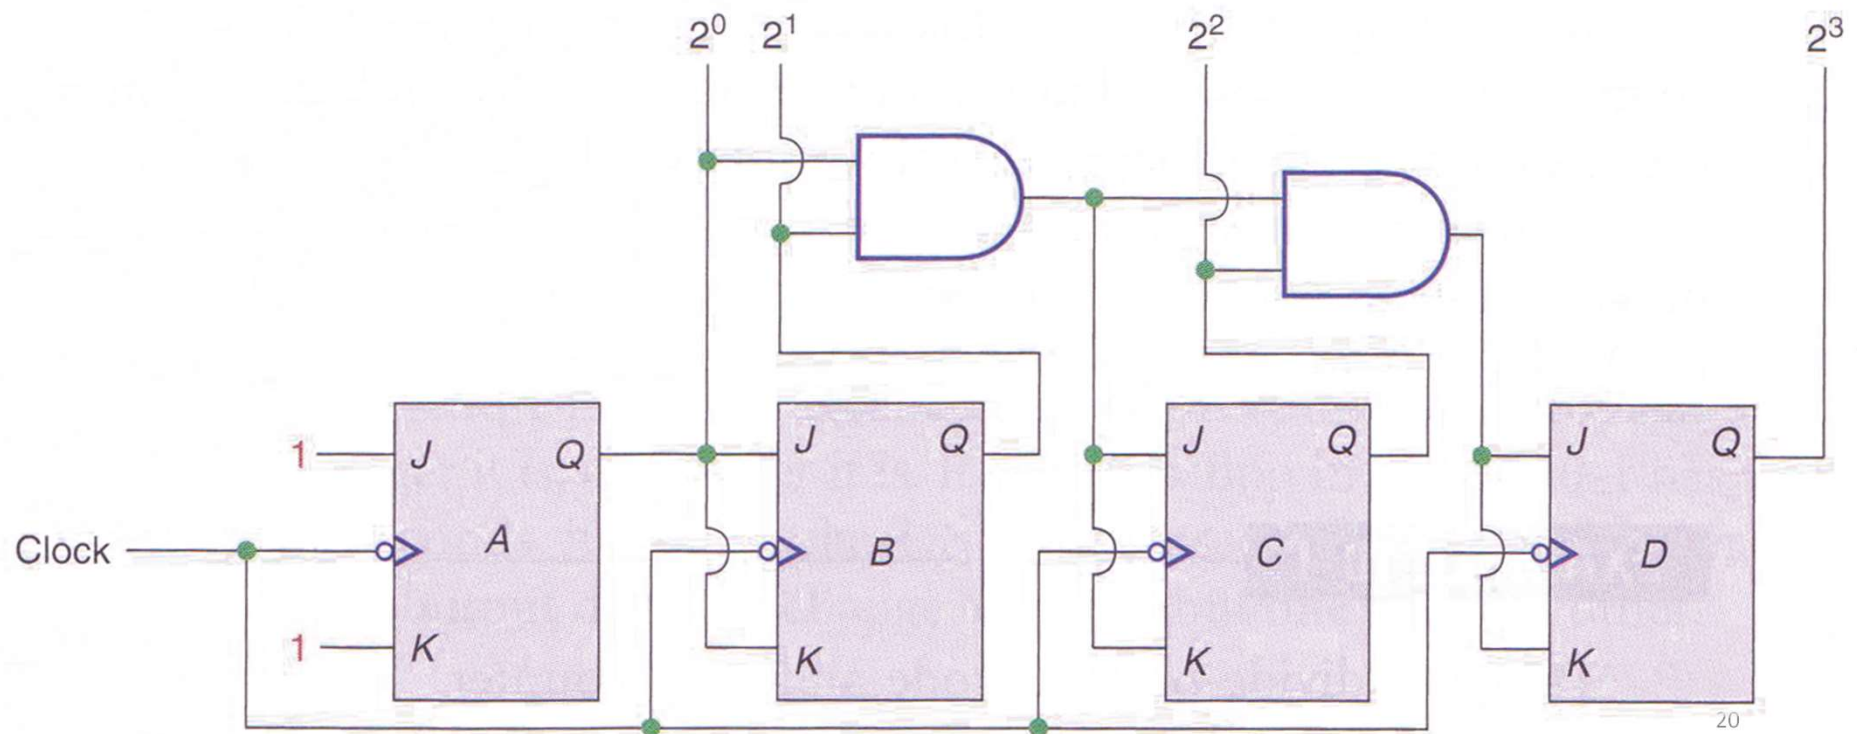 2⁰ 2¹ 2² 2³
1 J Q J Q J Q J Q
Clock A B C D
1 K K K K
20